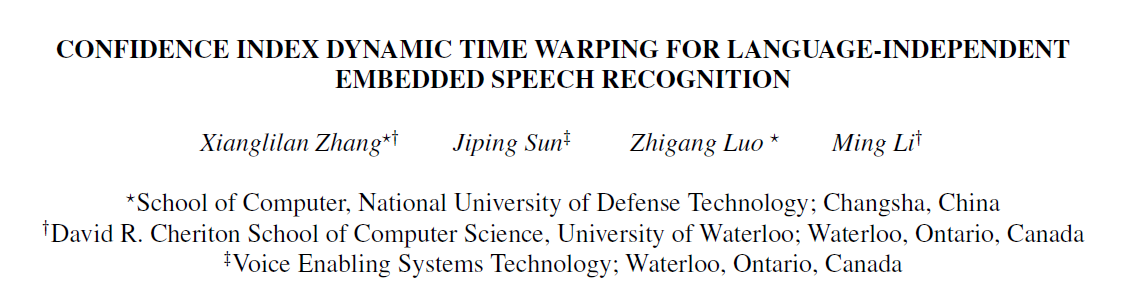 CONFIDENCE INDEX DYNAMIC TIME WARPING FOR LANGUAGE-INDEPENDENT
EMBEDDED SPEECH RECOGNITION
Xianglilan Zhang⋆† Jiping Sun‡ Zhigang Luo ⋆ Ming Li†
⋆School of Computer, National University of Defense Technology; Changsha, China
†David R. Cheriton School of Computer Science, University of Waterloo; Waterloo, Ontario, Canada
‡Voice Enabling Systems Technology; Waterloo, Ontario, Canada